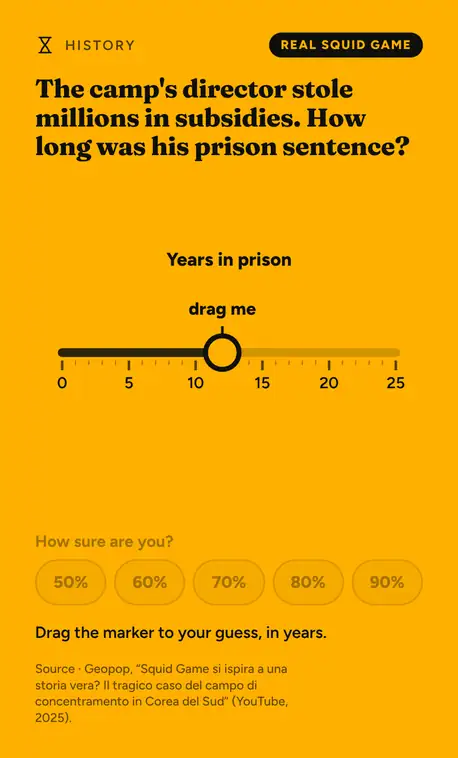 HISTORY
REAL SQUID GAME
The camp's director stole
millions in subsidies. How
long was his prison sentence?
Years in prison
drag me
0 5 10 15 20 25
How sure are you?
50% 60% 70% 80% 90%
Drag the marker to your guess, in years.
Source · Geopop, “Squid Game si ispira a una
storia vera? Il tragico caso del campo di
concentramento in Corea del Sud” (YouTube,
2025).